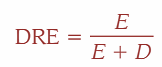 DRE = E / (E + D)